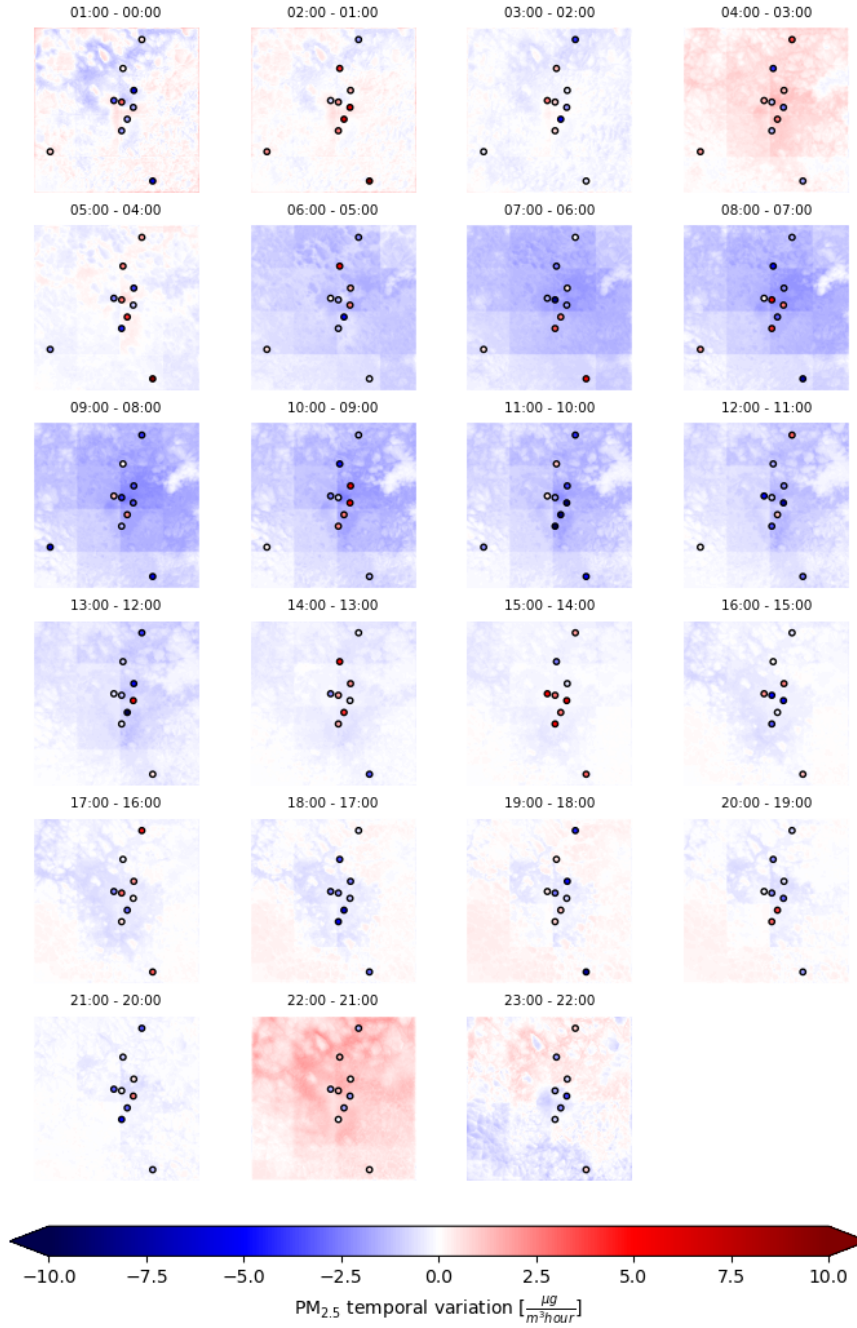 01:00 - 00:00 02:00 - 01:00 03:00 - 02:00 04:00 - 03:00
05:00 - 04:00 06:00 - 05:00 07:00 - 06:00 08:00 - 07:00
09:00 - 08:00 10:00 - 09:00 11:00 - 10:00 12:00 - 11:00
13:00 - 12:00 14:00 - 13:00 15:00 - 14:00 16:00 - 15:00
17:00 - 16:00 18:00 - 17:00 19:00 - 18:00 20:00 - 19:00
21:00 - 20:00 22:00 - 21:00 23:00 - 22:00
−10.0 −7.5 −5.0 −2.5 0.0 2.5 5.0 7.5 10.0
PM₂.₅ temporal variation [μg/m³hour]